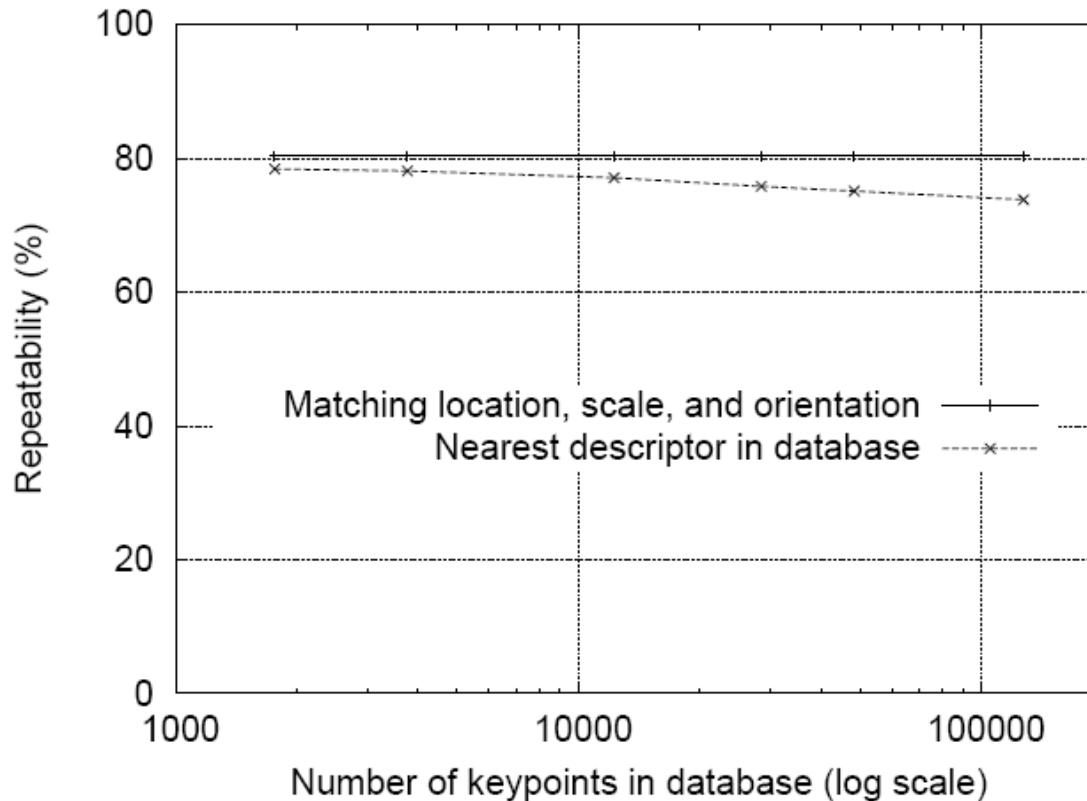 100
80
60
40
20
0
Repeatability (%)
Matching location, scale, and orientation
Nearest descriptor in database
1000
10000
100000
Number of keypoints in database (log scale)